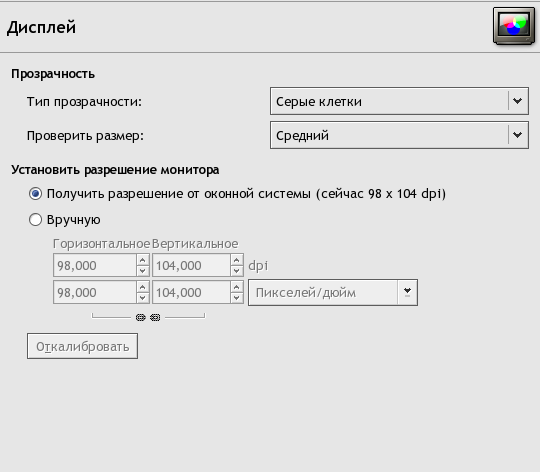 Дисплей
Прозрачность
Тип прозрачности: Серые клетки
Проверить размер: Средний
Установить разрешение монитора
Получить разрешение от оконной системы (сейчас 98 x 104 dpi)
Вручную
Горизонтальное Вертикальное
98,000 104,000 dpi
98,000 104,000 Пикселей/дюйм
Откалибровать